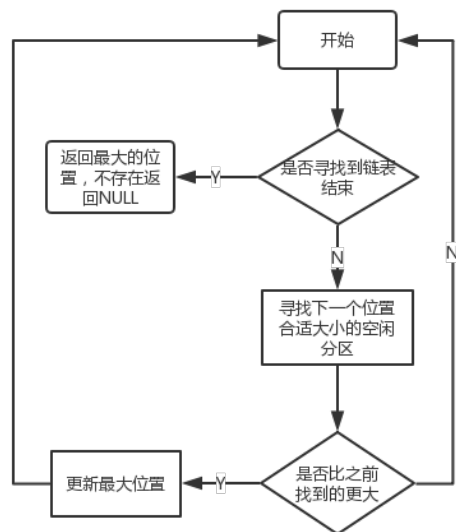 开始
是否寻找到链表
结束
Y
返回最大的位
置，不存在返
回NULL
N
N
寻找下一个位置
合适大小的空闲
分区
是否比之前
找到的更大
Y
更新最大位置